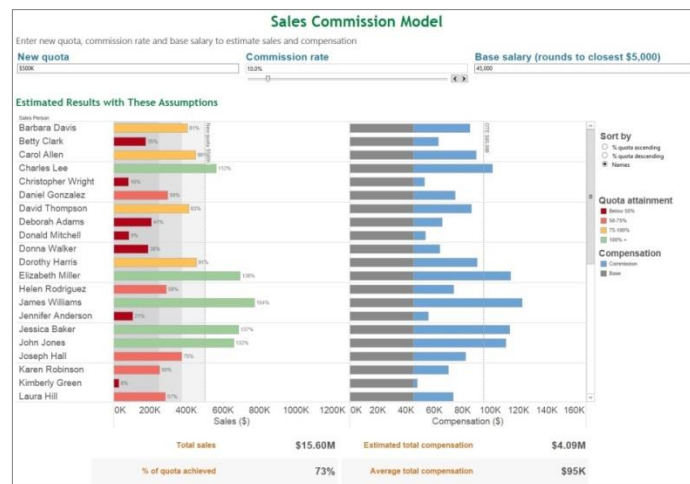 Sales Commission Model
Enter new quota, commission rate and base salary to estimate sales and compensation
New quota
Commission rate
Base salary (rounds to closest $5,000)
$500K
10.0%
45,000
Estimated Results with These Assumptions
Sales Person
Barbara Davis
81%
Betty Clark
Carol Allen
Charles Lee
Christopher Wright
Daniel Gonzalez
David Thompson
83%
Deborah Adams
Donald Mitchell
Donna Walker
Dorothy Harris
Elizabeth Miller
Helen Rodriguez
James Williams
Jennifer Anderson
Jessica Baker
137%
John Jones
132%
Joseph Hall
75%
Karen Robinson
Kimberly Green
Laura Hill
57%
0K 200K 400K 600K 800K 1000K 1200K
Sales ($)
0K 20K 40K 60K 80K 100K 120K 140K 160K
Compensation ($)
Sort by
% quota ascending
% quota descending
Names
Quota attainment
Below 50%
50-75%
75-100%
100% +
Compensation
Commission
Base
Total sales $15.60M
Estimated total compensation $4.09M
% of quota achieved 73%
Average total compensation $95K